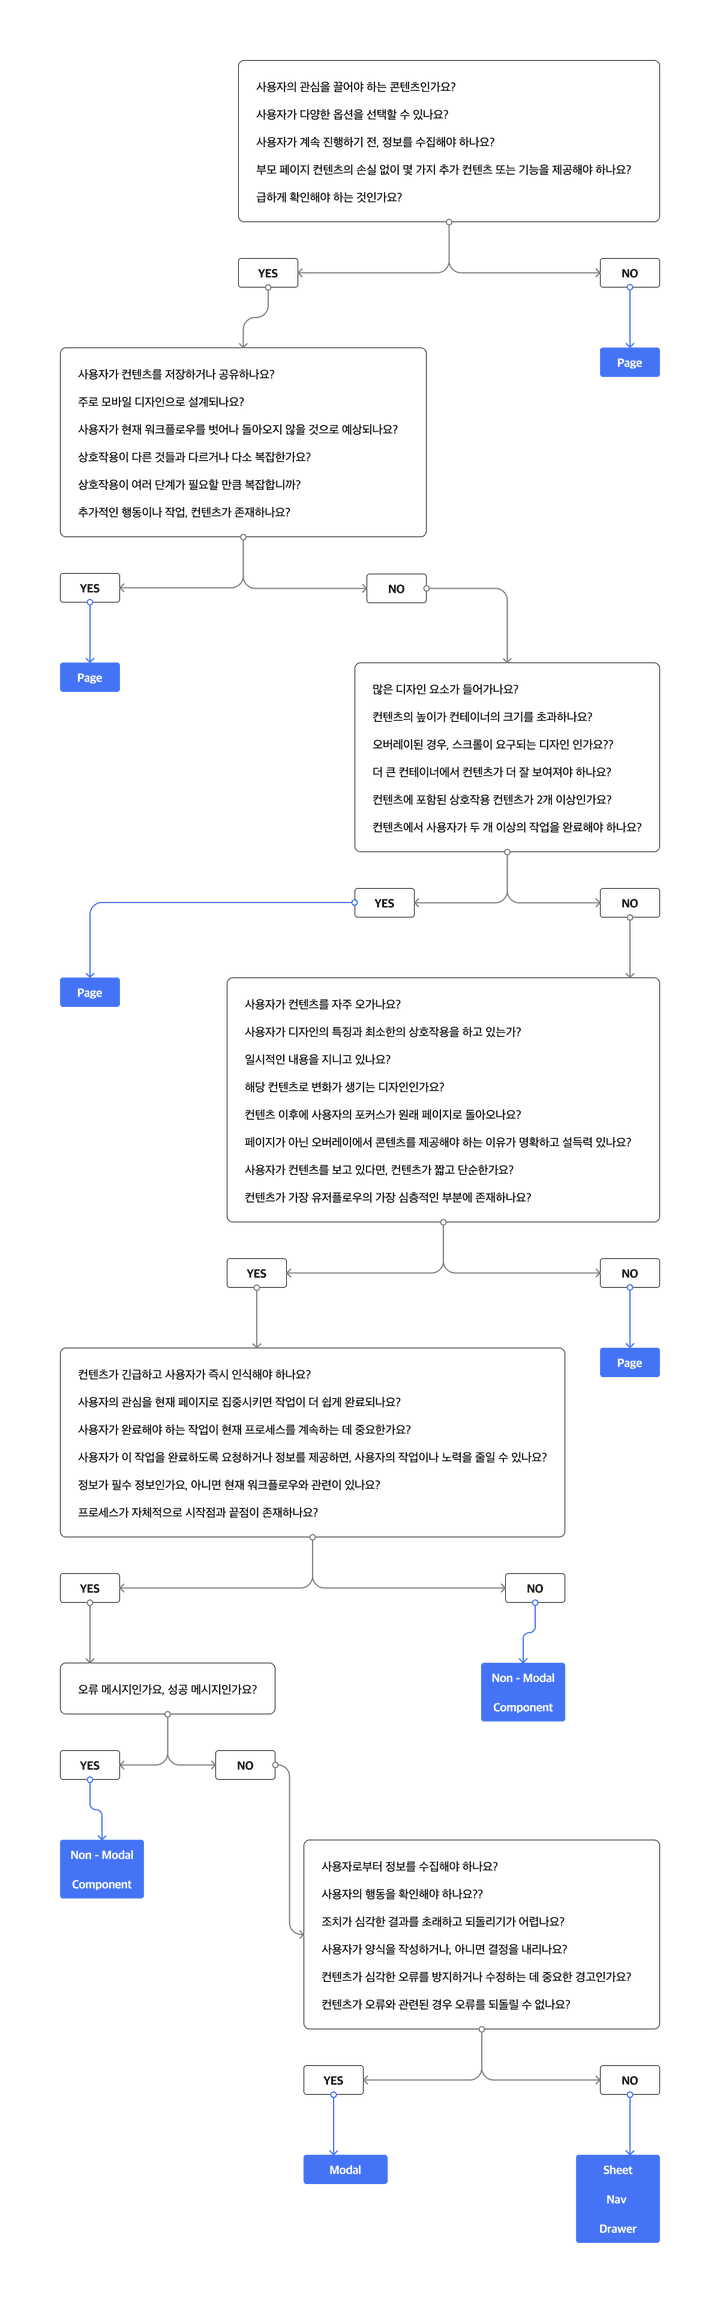 사용자의 관심을 끌어야 하는 콘텐츠인가요?
사용자가 다양한 옵션을 선택할 수 있나요?
사용자가 계속 진행하기 전, 정보를 수집해야 하나요?
부모 페이지 컨텐츠의 손실 없이 몇 가지 추가 컨텐츠 또는 기능을 제공해야 하나요?
급하게 확인해야 하는 것인가요?
YES
NO
Page
사용자가 컨텐츠를 저장하거나 공유하나요?
주로 모바일 디자인으로 설계되나요?
사용자가 현재 워크플로우를 벗어나 돌아오지 않을 것으로 예상되나요?
상호작용이 다른 것들과 다르거나 다소 복잡한가요?
상호작용이 여러 단계가 필요할 만큼 복잡합니까?
추가적인 행동이나 작업, 컨텐츠가 존재하나요?
YES
NO
Page
많은 디자인 요소가 들어가나요?
컨텐츠의 높이가 컨테이너의 크기를 초과하나요?
오버레이된 경우, 스크롤이 요구되는 디자인 인가요??
더 큰 컨테이너에서 컨텐츠가 더 잘 보여져야 하나요?
컨텐츠에 포함된 상호작용 컨텐츠가 2개 이상인가요?
컨텐츠에서 사용자가 두 개 이상의 작업을 완료해야 하나요?
YES
NO
Page
사용자가 컨텐츠를 자주 오가나요?
사용자가 디자인의 특징과 최소한의 상호작용을 하고 있는가?
일시적인 내용을 지니고 있나요?
해당 컨텐츠로 변화가 생기는 디자인인가요?
컨텐츠 이후에 사용자의 포커스가 원래 페이지로 돌아오나요?
페이지가 아닌 오버레이에서 콘텐츠를 제공해야 하는 이유가 명확하고 설득력 있나요?
사용자가 컨텐츠를 보고 있다면, 컨텐츠가 짧고 단순한가요?
컨텐츠가 가장 유저플로우의 가장 심층적인 부분에 존재하나요?
YES
NO
Page
컨텐츠가 긴급하고 사용자가 즉시 인식해야 하나요?
사용자의 관심을 현재 페이지로 집중시키면 작업이 더 쉽게 완료되나요?
사용자가 완료해야 하는 작업이 현재 프로세스를 계속하는 데 중요한가요?
사용자가 이 작업을 완료하도록 요청하거나 정보를 제공하면, 사용자의 작업이나 노력을 줄일 수 있나요?
정보가 필수 정보인가요, 아니면 현재 워크플로우와 관련이 있나요?
프로세스가 자체적으로 시작점과 끝점이 존재하나요?
YES
NO
Non - Modal
Component
오류 메시지인가요, 성공 메시지인가요?
YES
NO
Non - Modal
Component
사용자로부터 정보를 수집해야 하나요?
사용자의 행동을 확인해야 하나요??
조치가 심각한 결과를 초래하고 되돌리기가 어렵나요?
사용자가 양식을 작성하거나, 아니면 결정을 내리나요?
컨텐츠가 심각한 오류를 방지하거나 수정하는 데 중요한 경고인가요?
컨텐츠가 오류와 관련된 경우 오류를 되돌릴 수 없나요?
YES
NO
Modal
Sheet
Nav
Drawer